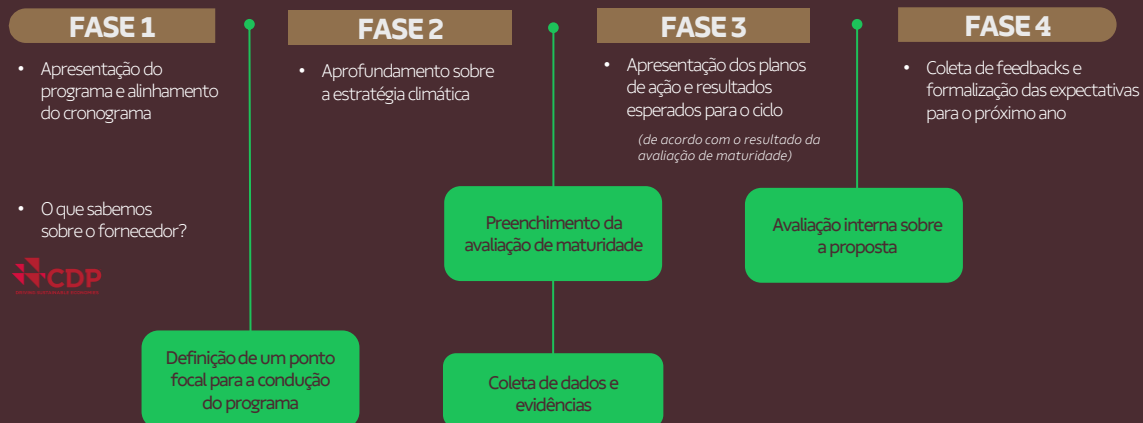 FASE 1
• Apresentação do
programa e alinhamento
do cronograma
• O que sabemos
sobre o fornecedor?
CDP
Definição de um ponto
focal para a condução
do programa
FASE 2
• Aprofundamento sobre
a estratégia climática
Preenchimento da
avaliação de maturidade
Coleta de dados e
evidências
FASE 3
• Apresentação dos planos
de ação e resultados
esperados para o ciclo
(de acordo com o resultado da
avaliação de maturidade)
Avaliação interna sobre
a proposta
FASE 4
• Coleta de feedbacks e
formalização das expectativas
para o próximo ano